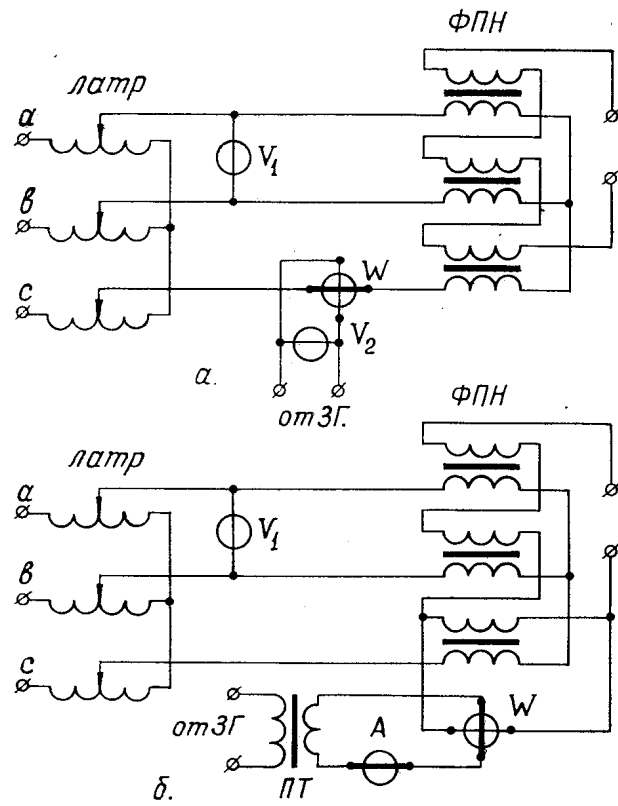 ФПН
латр
а
V₁
в
W
с
V₂
а.
от ЗГ.
ФПН
латр
а
V₁
в
с
от ЗГ
А
W
ПТ
б.